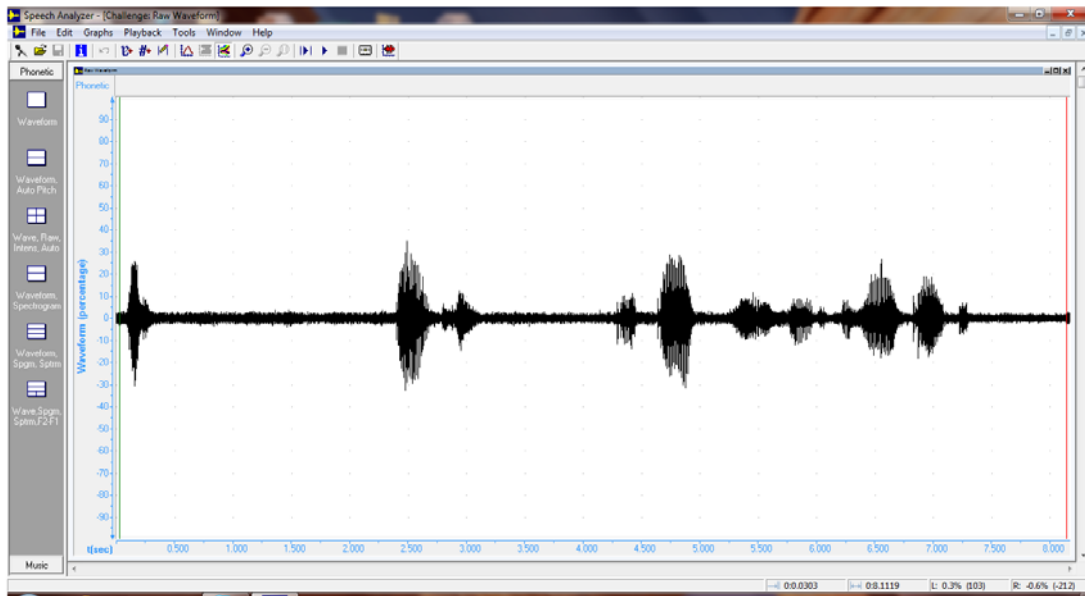 Speech Analyzer - [Challenge: Raw Waveform]
File Edit Graphs Playback Tools Window Help
Phonetic
Waveform
Waveform,
Auto Pitch
Wave, Raw,
Intens, Auto
Waveform,
Spectrogram
Waveform,
Spgm, Sptrm
Wave,Spgm,
Sptrm,F2-F1
Music
Raw Waveform
Phonetic
90
80
70
60
50
40
30
20
10
0
-10
-20
-30
-40
-50
-60
-70
-80
-90
Waveform (percentage)
t(sec) 0.500 1.000 1.500 2.000 2.500 3.000 3.500 4.000 4.500 5.000 5.500 6.000 6.500 7.000 7.500 8.000
0:0.0303 0:8.1119 L: 0.3% (103) R: -0.6% (-212)